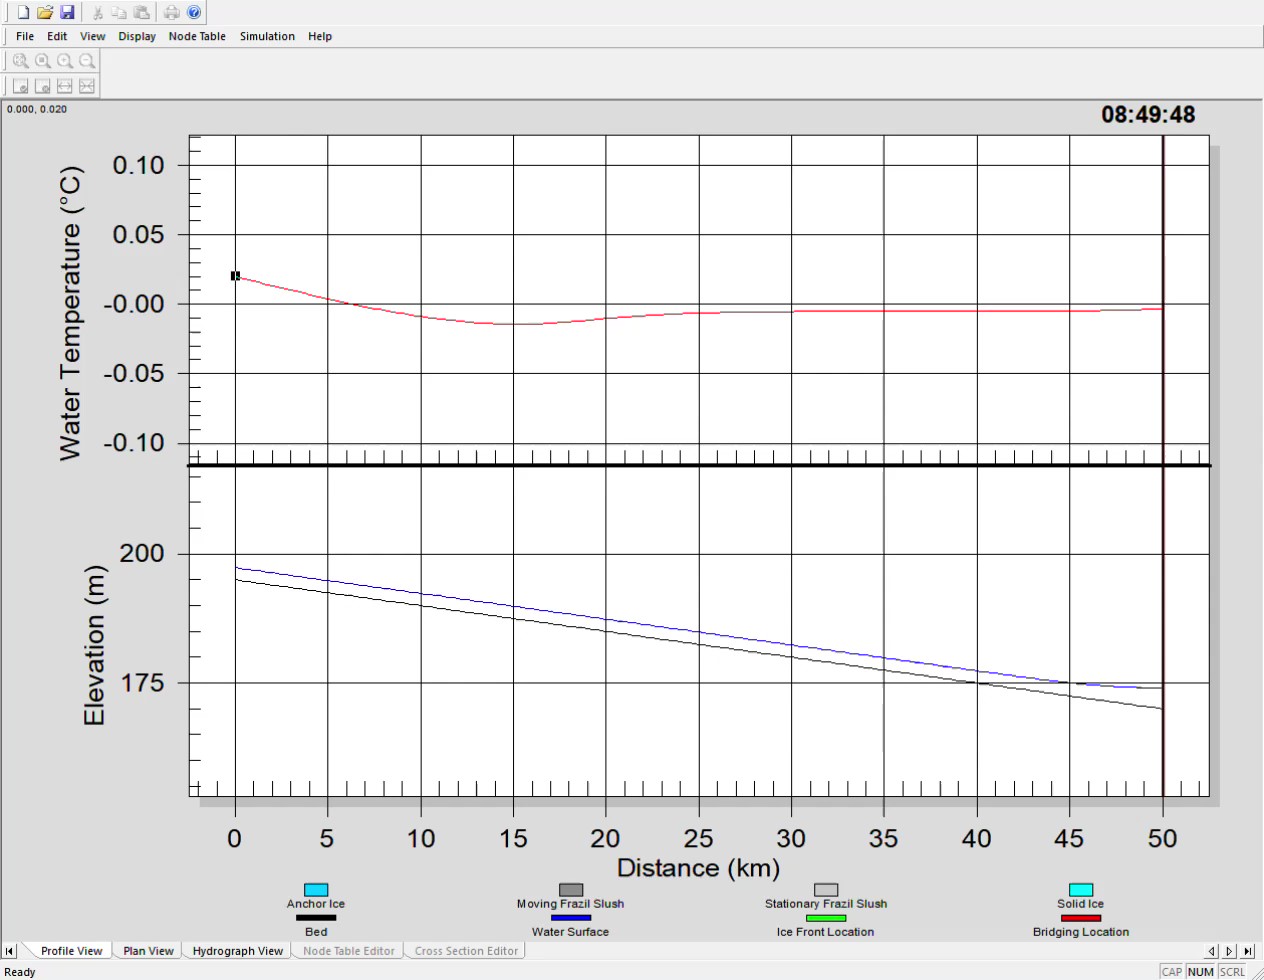 File Edit View Display Node Table Simulation Help
0.000, 0.020
08:49:48
Water Temperature (°C)
0.10
0.05
-0.00
-0.05
-0.10
Elevation (m)
200
175
0 5 10 15 20 25 30 35 40 45 50
Distance (km)
Anchor Ice Moving Frazil Slush Stationary Frazil Slush Solid Ice
Bed Water Surface Ice Front Location Bridging Location
Profile View Plan View Hydrograph View Node Table Editor Cross Section Editor
Ready CAP NUM SCRL